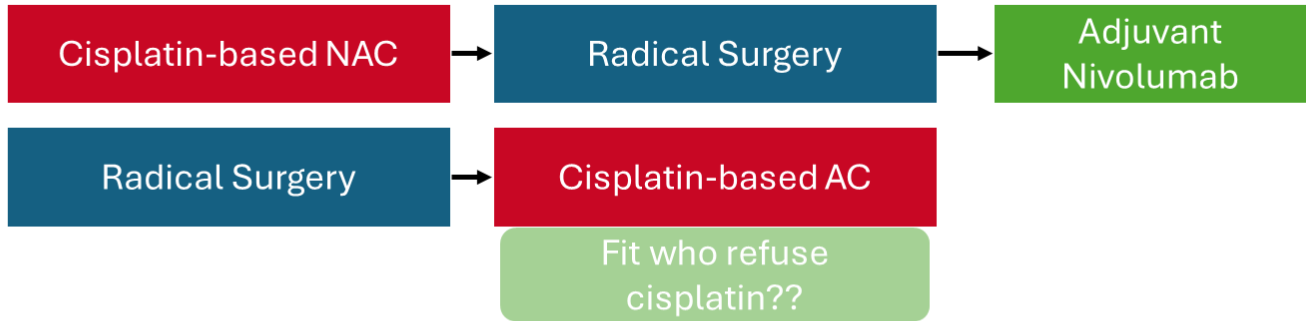 Cisplatin-based NAC
Radical Surgery
Adjuvant
Nivolumab
Radical Surgery
Cisplatin-based AC
Fit who refuse
cisplatin??